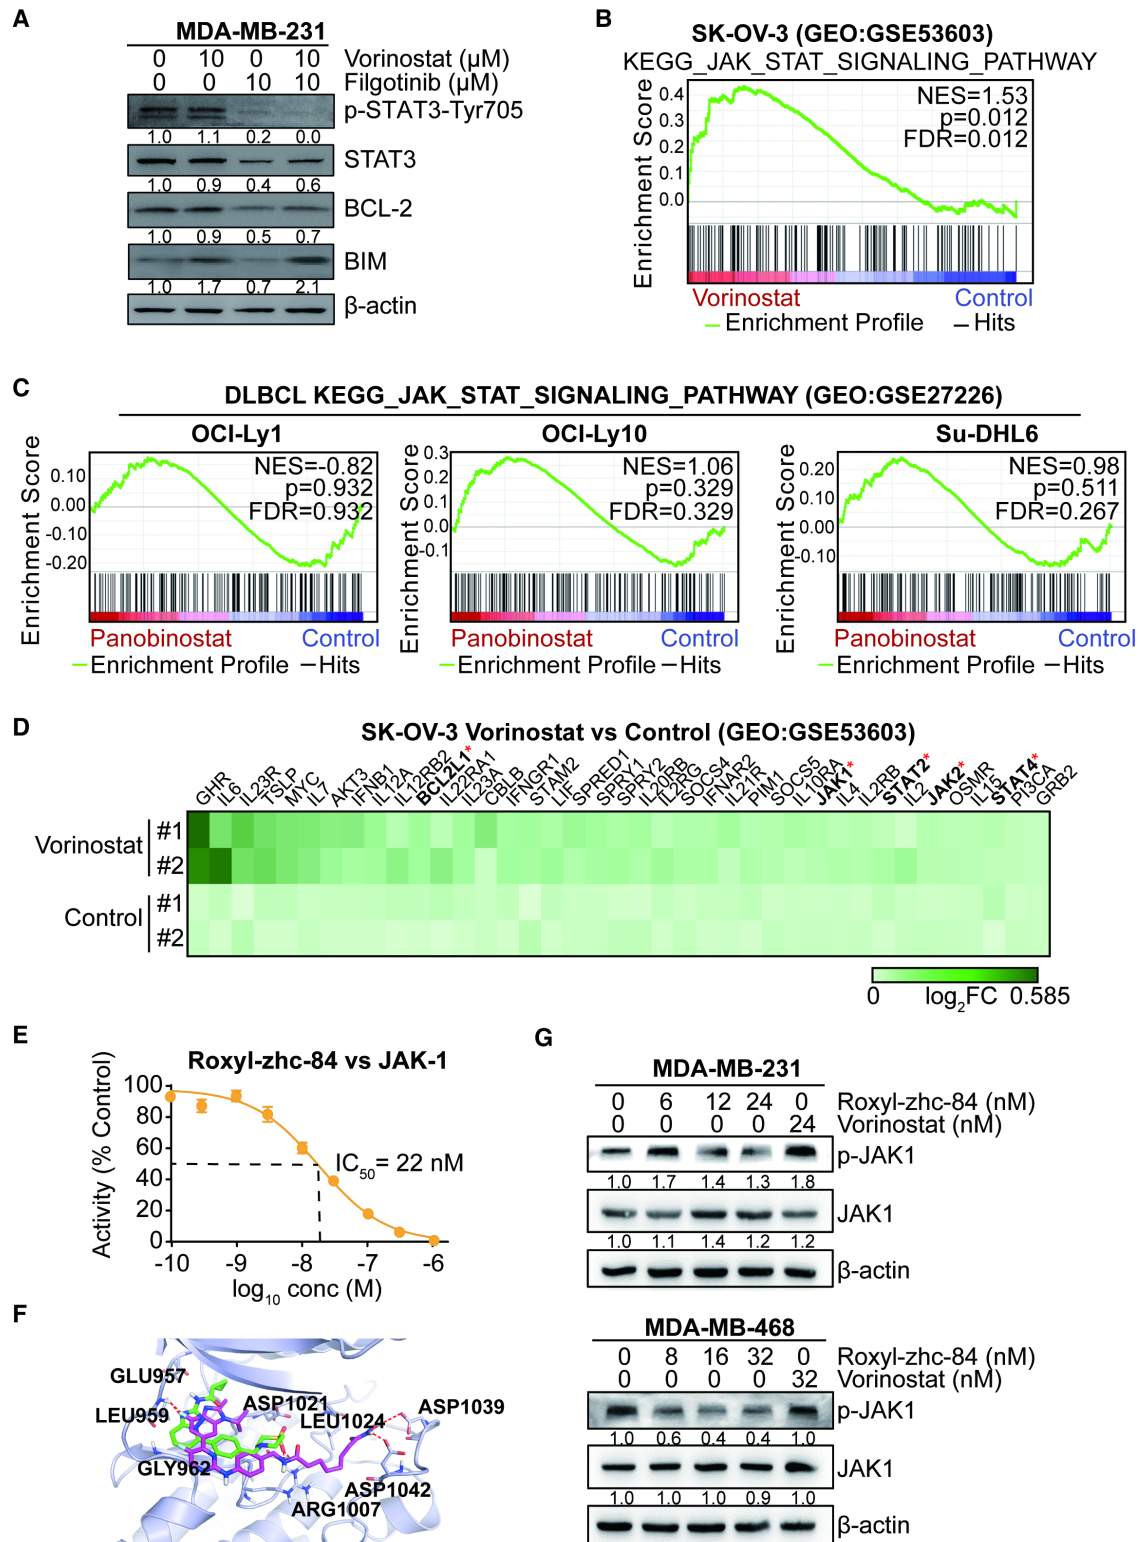 A
MDA-MB-231
0 10 0 10 Vorinostat (μM)
0 0 10 10 Filgotinib (μM)
p-STAT3-Tyr705
1.0 1.1 0.2 0.0
STAT3
1.0 0.9 0.4 0.6
BCL-2
1.0 0.9 0.5 0.7
BIM
1.0 1.7 0.7 2.1
β-actin
B
SK-OV-3 (GEO:GSE53603)
KEGG_JAK_STAT_SIGNALING_PATHWAY
Enrichment Score
0.4
0.3
0.2
0.1
0.0
NES=1.53
p=0.012
FDR=0.012
Vorinostat Control
Enrichment Profile Hits
C
DLBCL KEGG_JAK_STAT_SIGNALING_PATHWAY (GEO:GSE27226)
OCI-Ly1
Enrichment Score
0.10
0.00
-0.10
-0.20
NES=-0.82
p=0.932
FDR=0.932
Panobinostat Control
Enrichment Profile Hits
OCI-Ly10
Enrichment Score
0.3
0.2
0.1
0.0
-0.1
NES=1.06
p=0.329
FDR=0.329
Panobinostat Control
Enrichment Profile Hits
Su-DHL6
Enrichment Score
0.20
0.10
0.00
-0.10
NES=0.98
p=0.511
FDR=0.267
Panobinostat Control
Enrichment Profile Hits
D
SK-OV-3 Vorinostat vs Control (GEO:GSE53603)
GHR IL6 IL23R TSLP MYC IL7 AKT3 IFNB1 IL12A IL12RB2 BCL2L1* IL22RA1 IL23A CBLB IFNGR1 STAM2 LIF SPRED1 SPRY1 SPRY2 IL20RB IL2RG SOCS4 IFNAR2 IL21R PIM1 SOCS5 IL10RA JAK1* IL4 IL2RB STAT2* IL2 JAK2* OSMR IL15 STAT4* PI3CA GRB2
Vorinostat #1
#2
Control #1
#2
0 log2FC 0.585
E
Roxyl-zhc-84 vs JAK-1
Activity (% Control)
100
80
60
40
20
0
IC50= 22 nM
-10 -9 -8 -7 -6
log10 conc (M)
F
GLU957
LEU959
GLY962
ASP1021
LEU1024
ASP1039
ASP1042
ARG1007
G
MDA-MB-231
0 6 12 24 0 Roxyl-zhc-84 (nM)
0 0 0 0 24 Vorinostat (nM)
p-JAK1
1.0 1.7 1.4 1.3 1.8
JAK1
1.0 1.1 1.4 1.2 1.2
β-actin
MDA-MB-468
0 8 16 32 0 Roxyl-zhc-84 (nM)
0 0 0 0 32 Vorinostat (nM)
p-JAK1
1.0 0.6 0.4 0.4 1.0
JAK1
1.0 1.0 1.0 0.9 1.0
β-actin